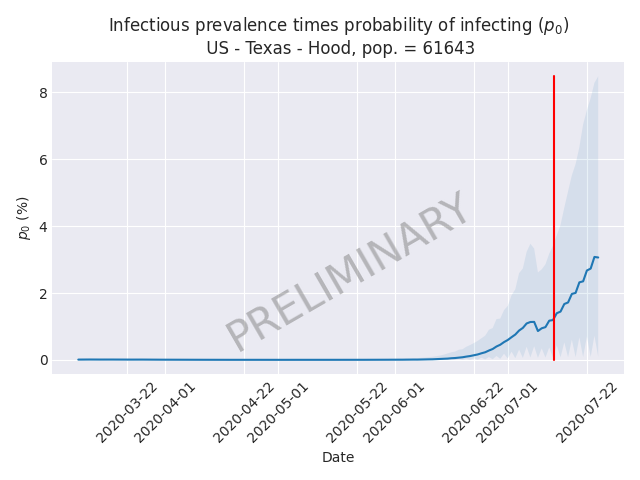 Infectious prevalence times probability of infecting (p₀)
US - Texas - Hood, pop. = 61643
8
6
4
2
0
p₀ (%)
PRELIMINARY
2020-03-22
2020-04-01
2020-04-22
2020-05-01
2020-05-22
2020-06-01
2020-06-22
2020-07-01
2020-07-22
Date